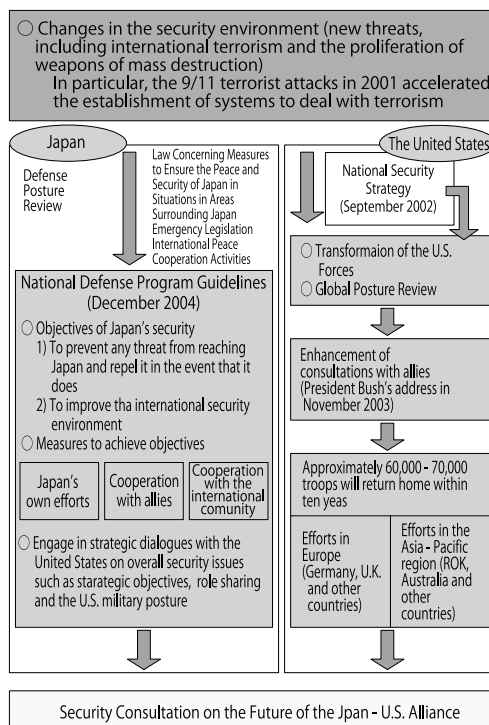 ○ Changes in the security environment (new threats,
including international terrorism and the proliferation of
weapons of mass destruction)
In particular, the 9/11 terrorist attacks in 2001 accelerated
the establishment of systems to deal with terrorism
Japan
Defense
Posture
Review
Law Concerning Measures
to Ensure the Peace and
Security of Japan in
Situations in Areas
Surrounding Japan
Emergency Legislation
International Peace
Cooperation Activities
National Defense Program Guidelines
(December 2004)
○ Objectives of Japan's security
1) To prevent any threat from reaching
Japan and repel it in the event that it
does
2) To improve tha international security
environment
○ Measures to achieve objectives
Japan's
own efforts
Cooperation
with allies
Cooperation
with the
international
comunity
○ Engage in strategic dialogues with the
United States on overall security issues
such as starategic objectives, role sharing
and the U.S. military posture
The United States
National Security
Strategy
(September 2002)
○ Transformaion of the U.S.
Forces
○ Global Posture Review
Enhancement of
consultations with allies
(President Bush's address in
November 2003)
Approximately 60,000 - 70,000
troops will return home within
ten yeas
Efforts in
Europe
(Germany, U.K.
and other
countries)
Efforts in the
Asia - Pacific
region (ROK,
Australia and
other
countries)
Security Consultation on the Future of the Jpan - U.S. Alliance